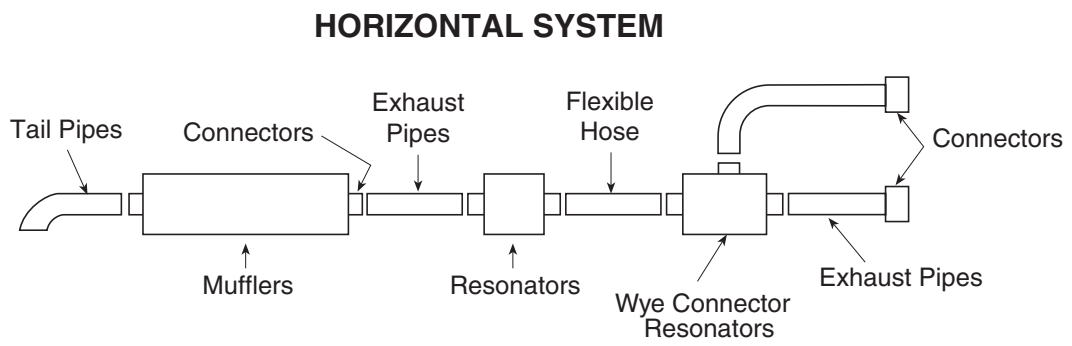 HORIZONTAL SYSTEM
Tail Pipes
Connectors
Exhaust
Pipes
Flexible
Hose
Connectors
Mufflers
Resonators
Wye Connector
Resonators
Exhaust Pipes